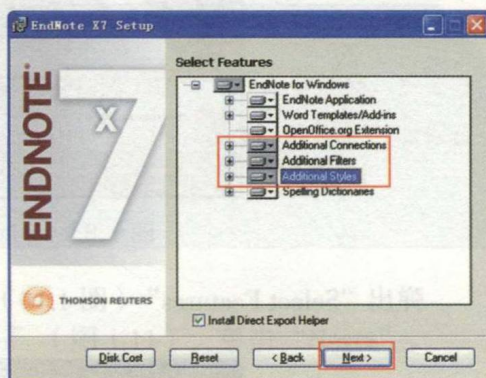 EndNote X7 Setup
ENDNOTE®
X7
THOMSON REUTERS
Select Features
EndNote for Windows
EndNote Application
Word Templates/Add-ins
OpenOffice.org Extension
Additional Connections
Additional Filters
Additional Styles
Spelling Dictionaries
Install Direct Export Helper
Disk Cost
Reset
< Back
Next >
Cancel